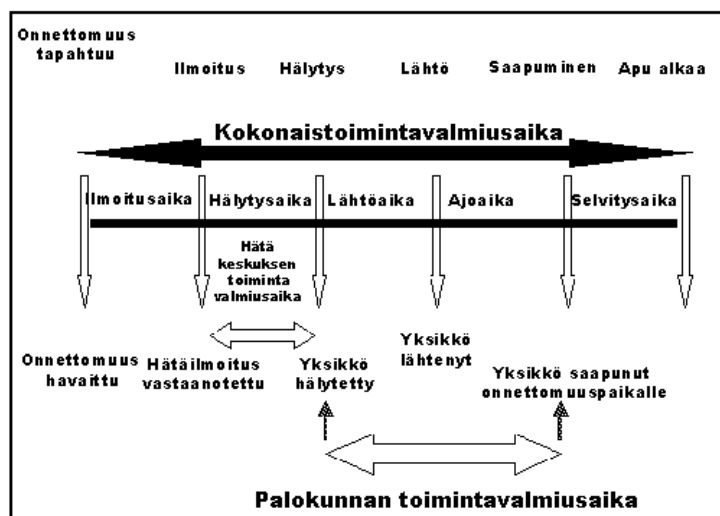 Onnettomuus
tapahtuu
Ilmoitus Hälytys Lähtö Saapuminen Apu alkaa
Kokonaistoimintavalmiusaika
Ilmoitusaika Hälytysaika Lähtöaika Ajoaika Selvitysaika
Hätä
keskuksen
toiminta
valmiusaika
Onnettomuus
havaittu
Hätäilmoitus
vastaanotettu
Yksikkö
hälytetty
Yksikkö
lähtenyt
Yksikkö saapunut
onnettomuuspaikalle
Palokunnan toimintavalmiusaika